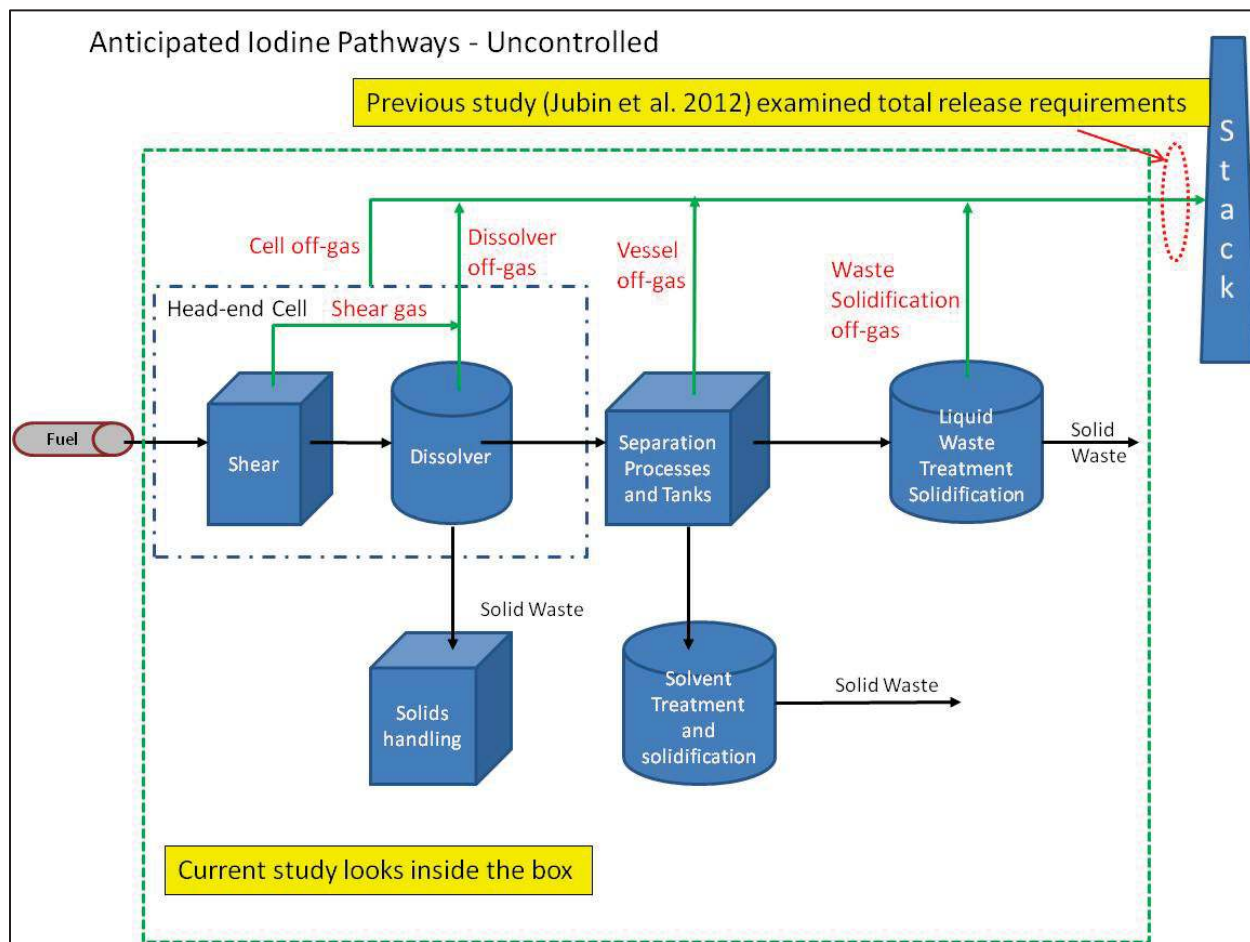 Anticipated Iodine Pathways - Uncontrolled
Previous study (Jubin et al. 2012) examined total release requirements
S
t
a
c
k
Cell off-gas
Dissolver
off-gas
Vessel
off-gas
Waste
Solidification
off-gas
Head-end Cell
Shear gas
Fuel
Shear
Dissolver
Separation
Processes
and Tanks
Liquid
Waste
Treatment
Solidification
Solid
Waste
Solid Waste
Solids
handling
Solvent
Treatment
and
solidification
Solid Waste
Current study looks inside the box